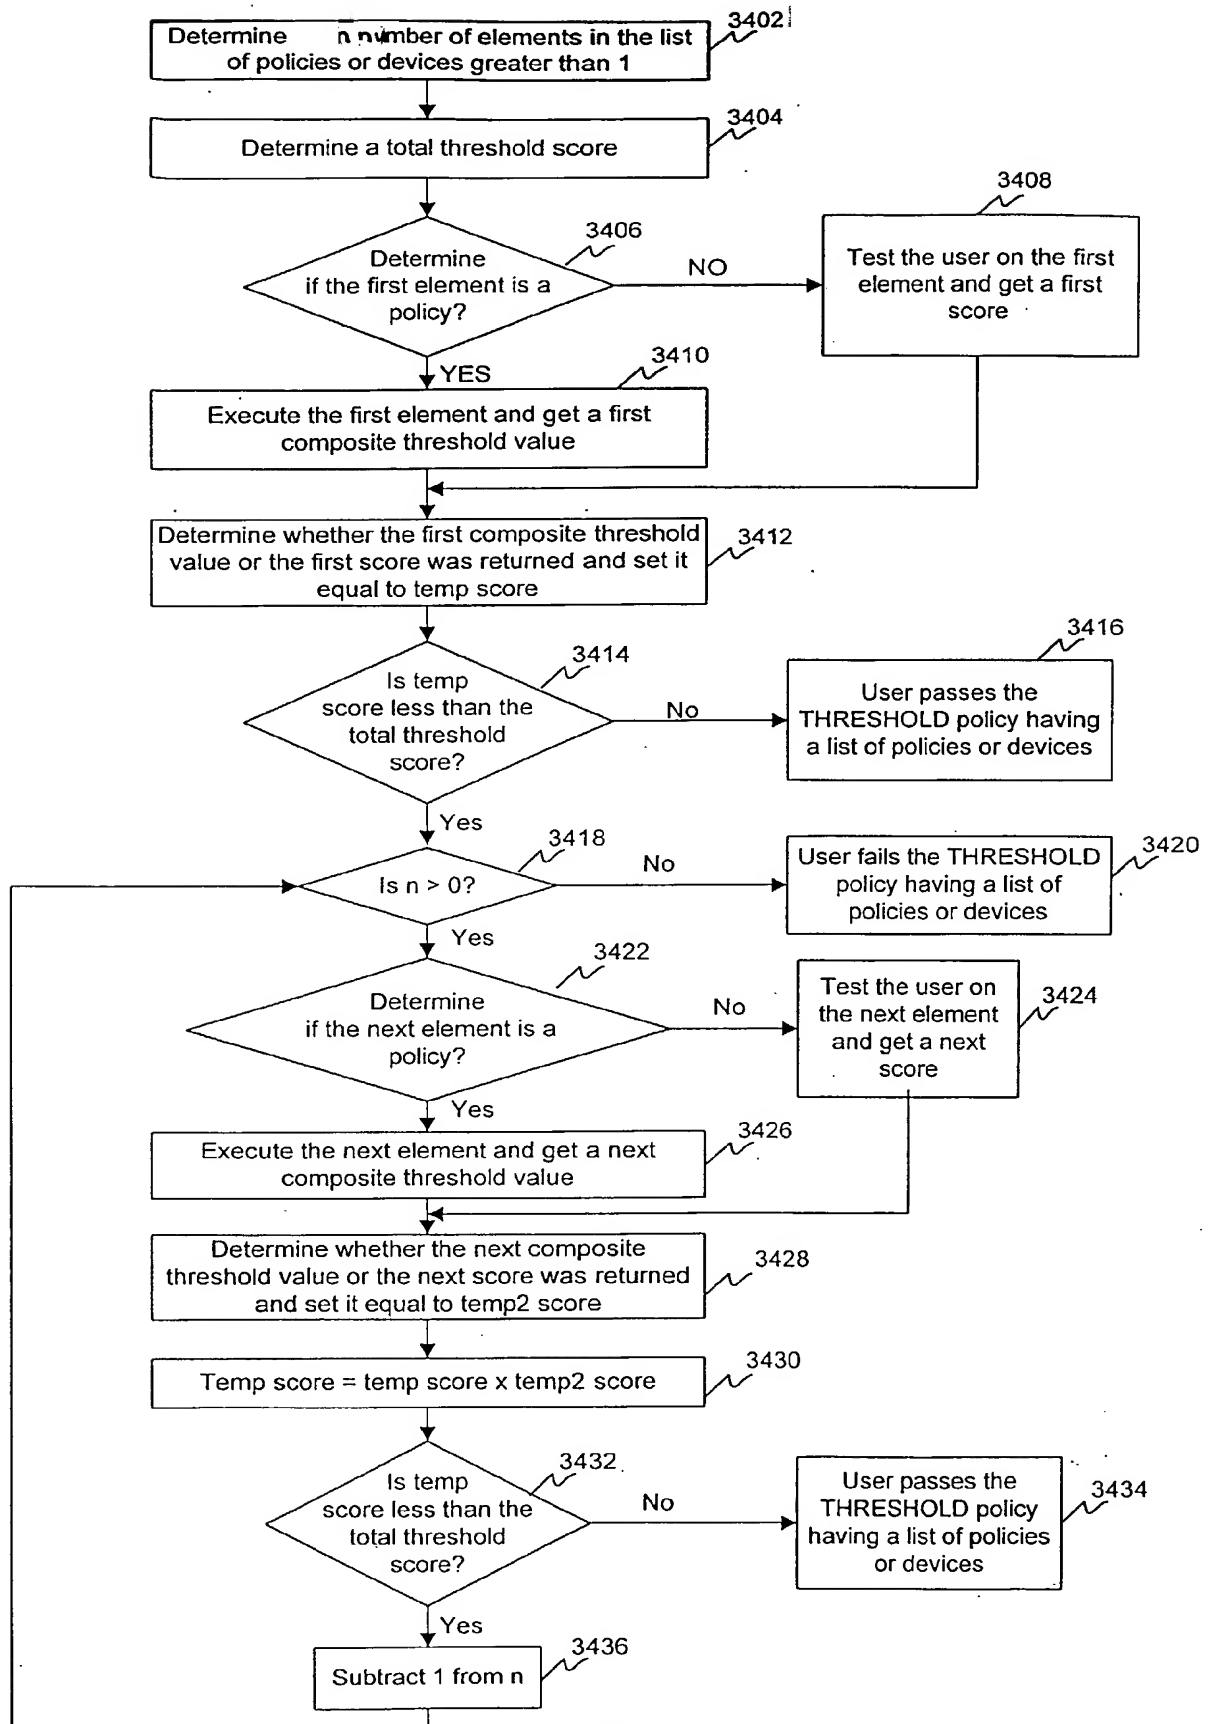 3402
Determine n number of elements in the list
of policies or devices greater than 1
3404
Determine a total threshold score
3406
Determine
if the first element is a
policy?
NO
3408
Test the user on the first
element and get a first
score
YES
3410
Execute the first element and get a first
composite threshold value
3412
Determine whether the first composite threshold
value or the first score was returned and set it
equal to temp score
3414
Is temp
score less than the
total threshold
score?
No
3416
User passes the
THRESHOLD policy having
a list of policies or devices
Yes
3418
Is n > 0?
No
3420
User fails the THRESHOLD
policy having a list of
policies or devices
Yes
3422
Determine
if the next element is a
policy?
No
3424
Test the user on
the next element
and get a next
score
Yes
3426
Execute the next element and get a next
composite threshold value
3428
Determine whether the next composite
threshold value or the next score was returned
and set it equal to temp2 score
3430
Temp score = temp score x temp2 score
3432
Is temp
score less than the
total threshold
score?
No
3434
User passes the
THRESHOLD policy
having a list of policies
or devices
Yes
3436
Subtract 1 from n